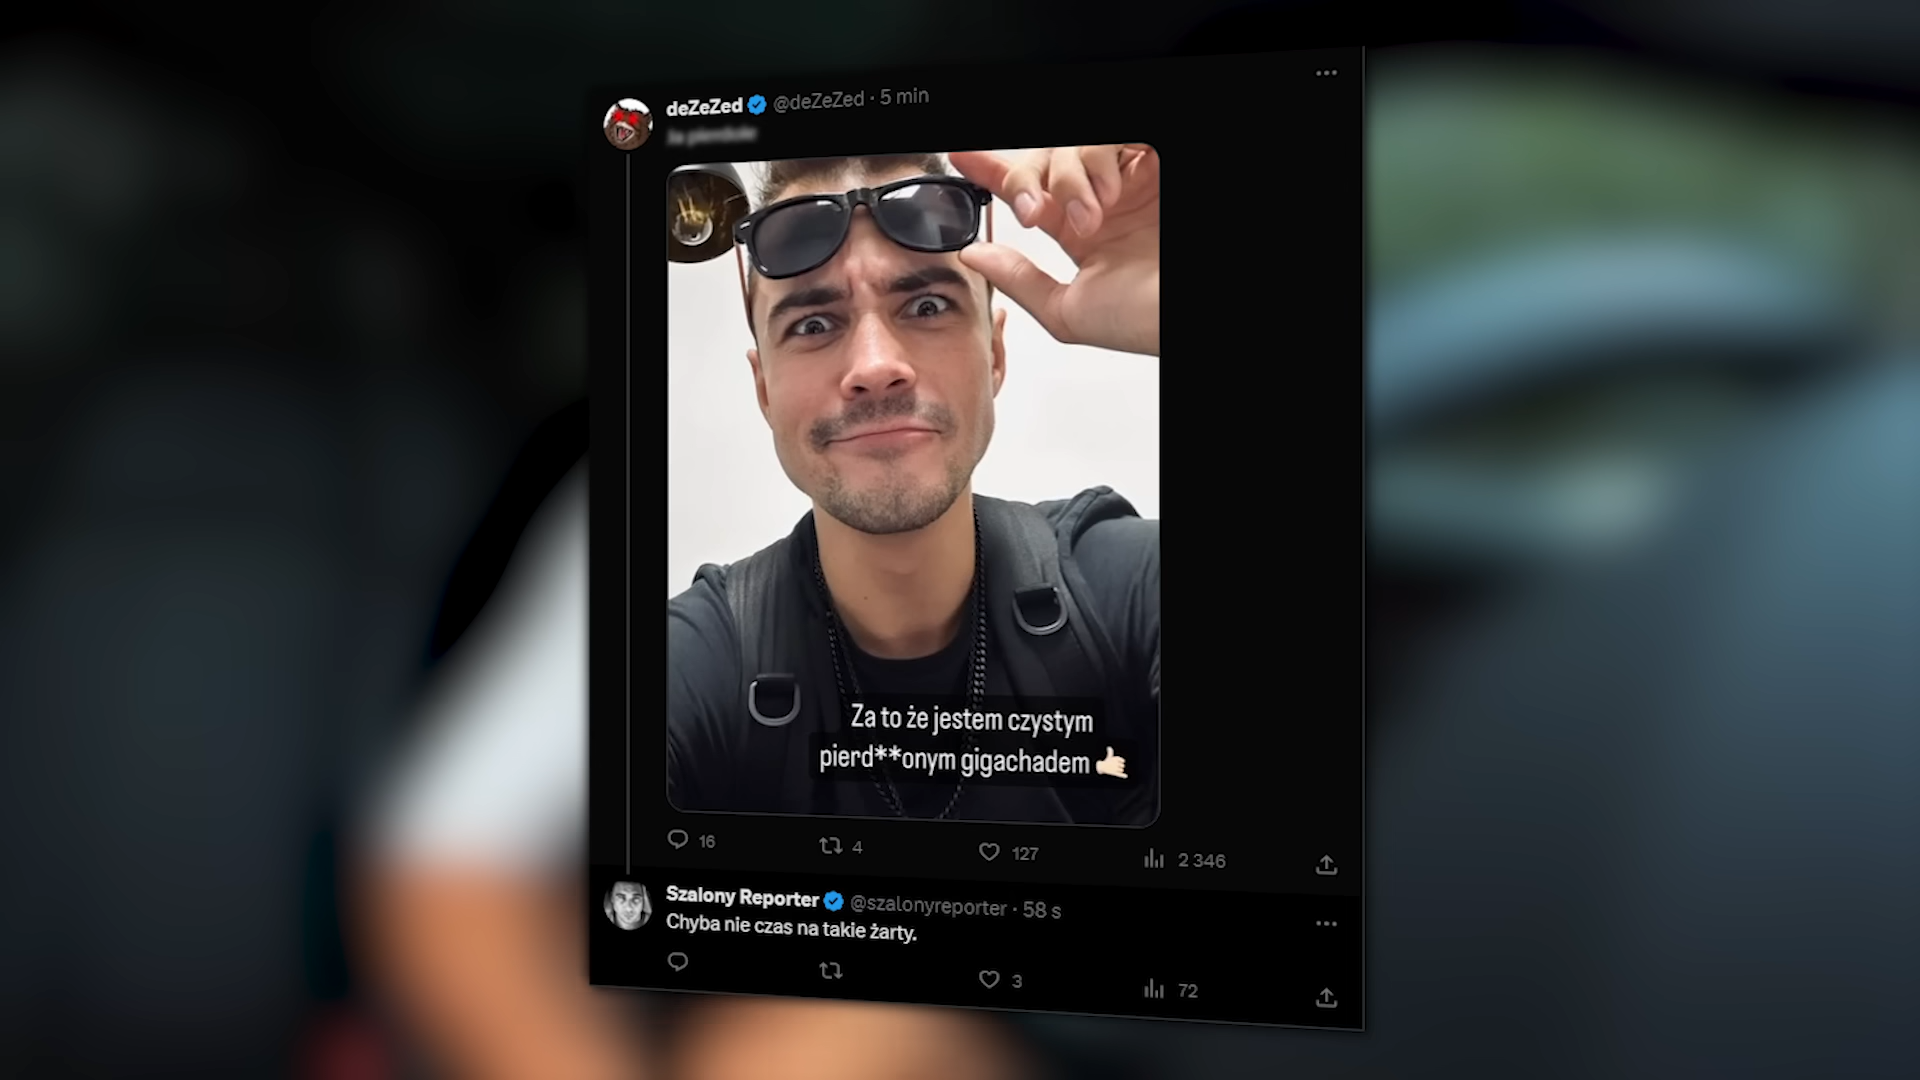 deZeZed @deZeZed · 5 min
Za to że jestem czystym
pierd**onym gigachadem 🤙🏻
16 4 127 2 346
Szalony Reporter @szalonyreporter · 58 s
Chyba nie czas na takie żarty.
3 72